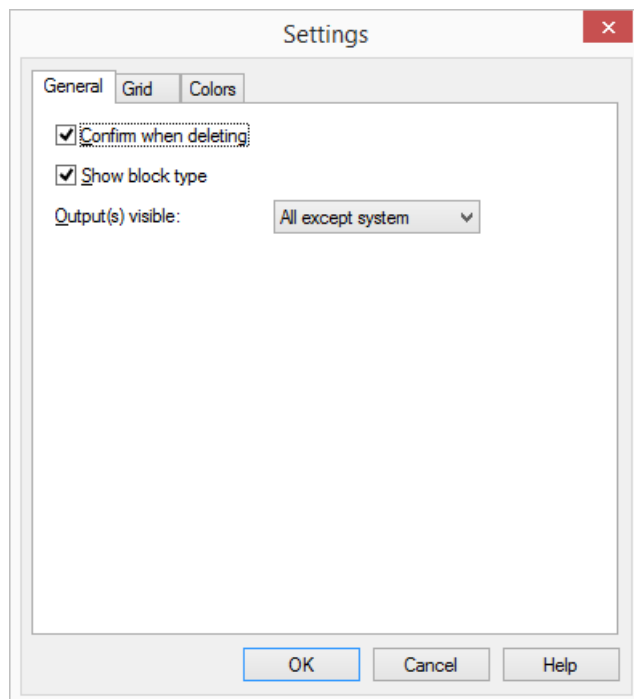 Settings
General Grid Colors
Confirm when deleting
Show block type
Output(s) visible: All except system
OK Cancel Help